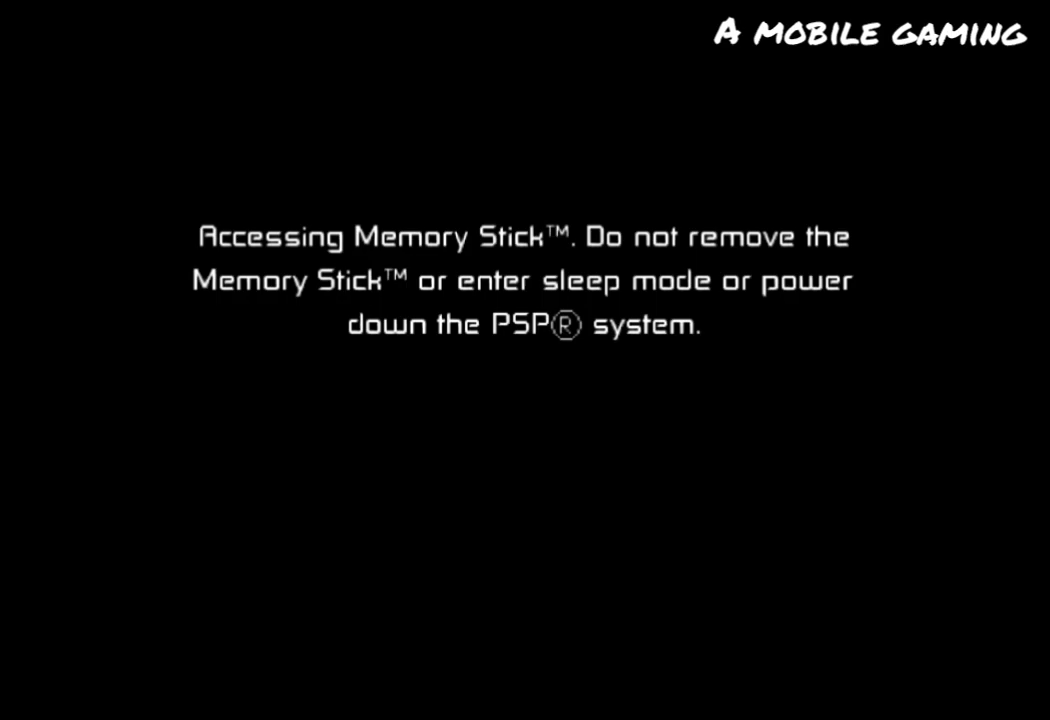 A MOBILE GAMING
Accessing Memory Stick™. Do not remove the
Memory Stick™ or enter sleep mode or power
down the PSP® system.